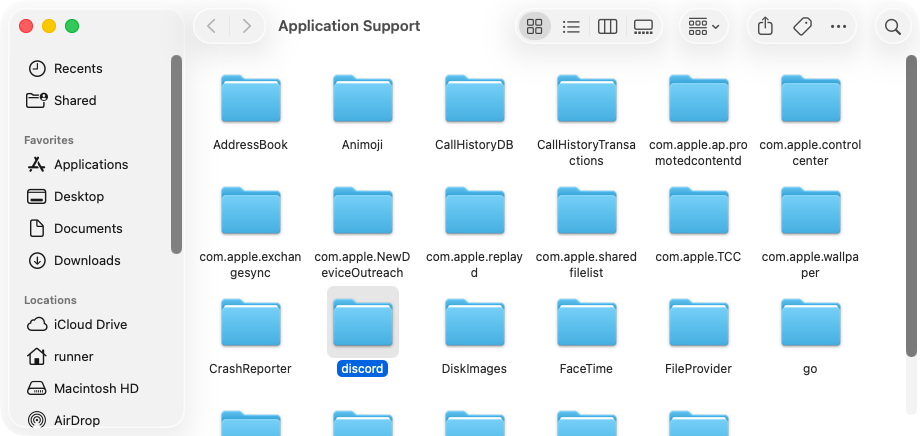 Application Support
Recents
Shared
Favorites
Applications
Desktop
Documents
Downloads
Locations
iCloud Drive
runner
Macintosh HD
AirDrop
AddressBook
Animoji
CallHistoryDB
CallHistoryTransa
ctions
com.apple.ap.pro
motedcontentd
com.apple.control
center
com.apple.exchan
gesync
com.apple.NewD
eviceOutreach
com.apple.replay
d
com.apple.shared
filelist
com.apple.TCC
com.apple.wallpa
per
CrashReporter
discord
DiskImages
FaceTime
FileProvider
go